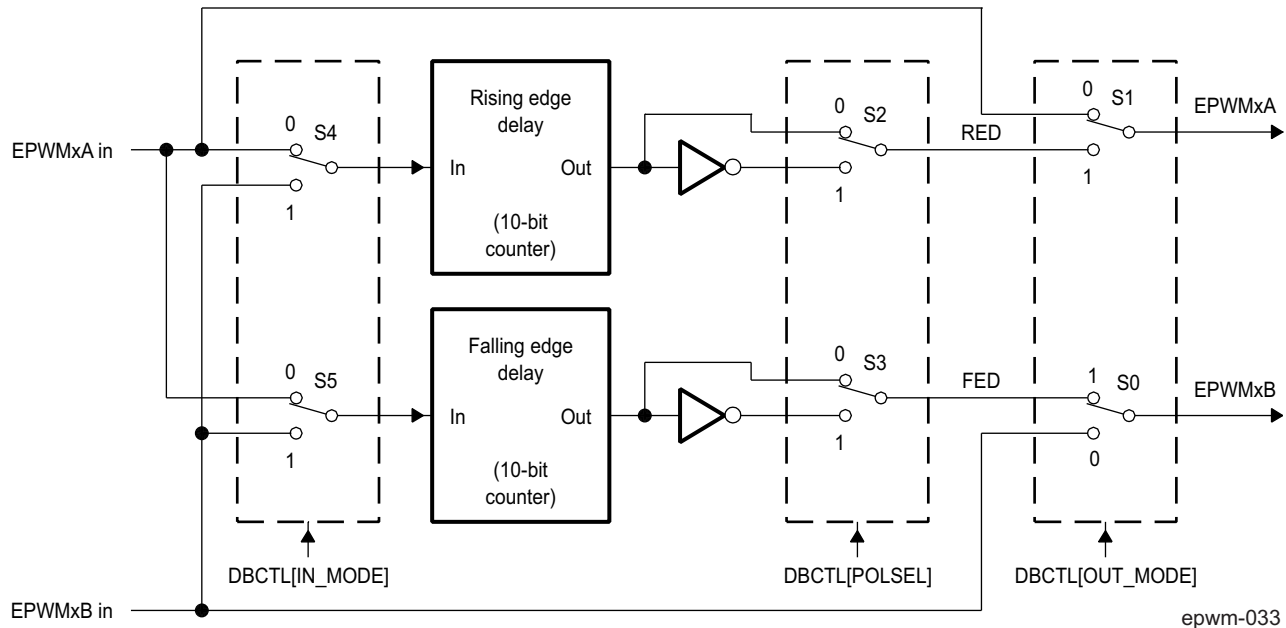 0
S1
EPWMxA
Rising edge
delay
0
S2
0
S4
RED
EPWMxA in
In
Out
1
1
1
(10-bit
counter)
Falling edge
delay
0
S3
0
S5
FED
1
S0
EPWMxB
In
Out
1
1
0
(10-bit
counter)
DBCTL[IN_MODE]
DBCTL[POLSEL]
DBCTL[OUT_MODE]
EPWMxB in
epwm-033